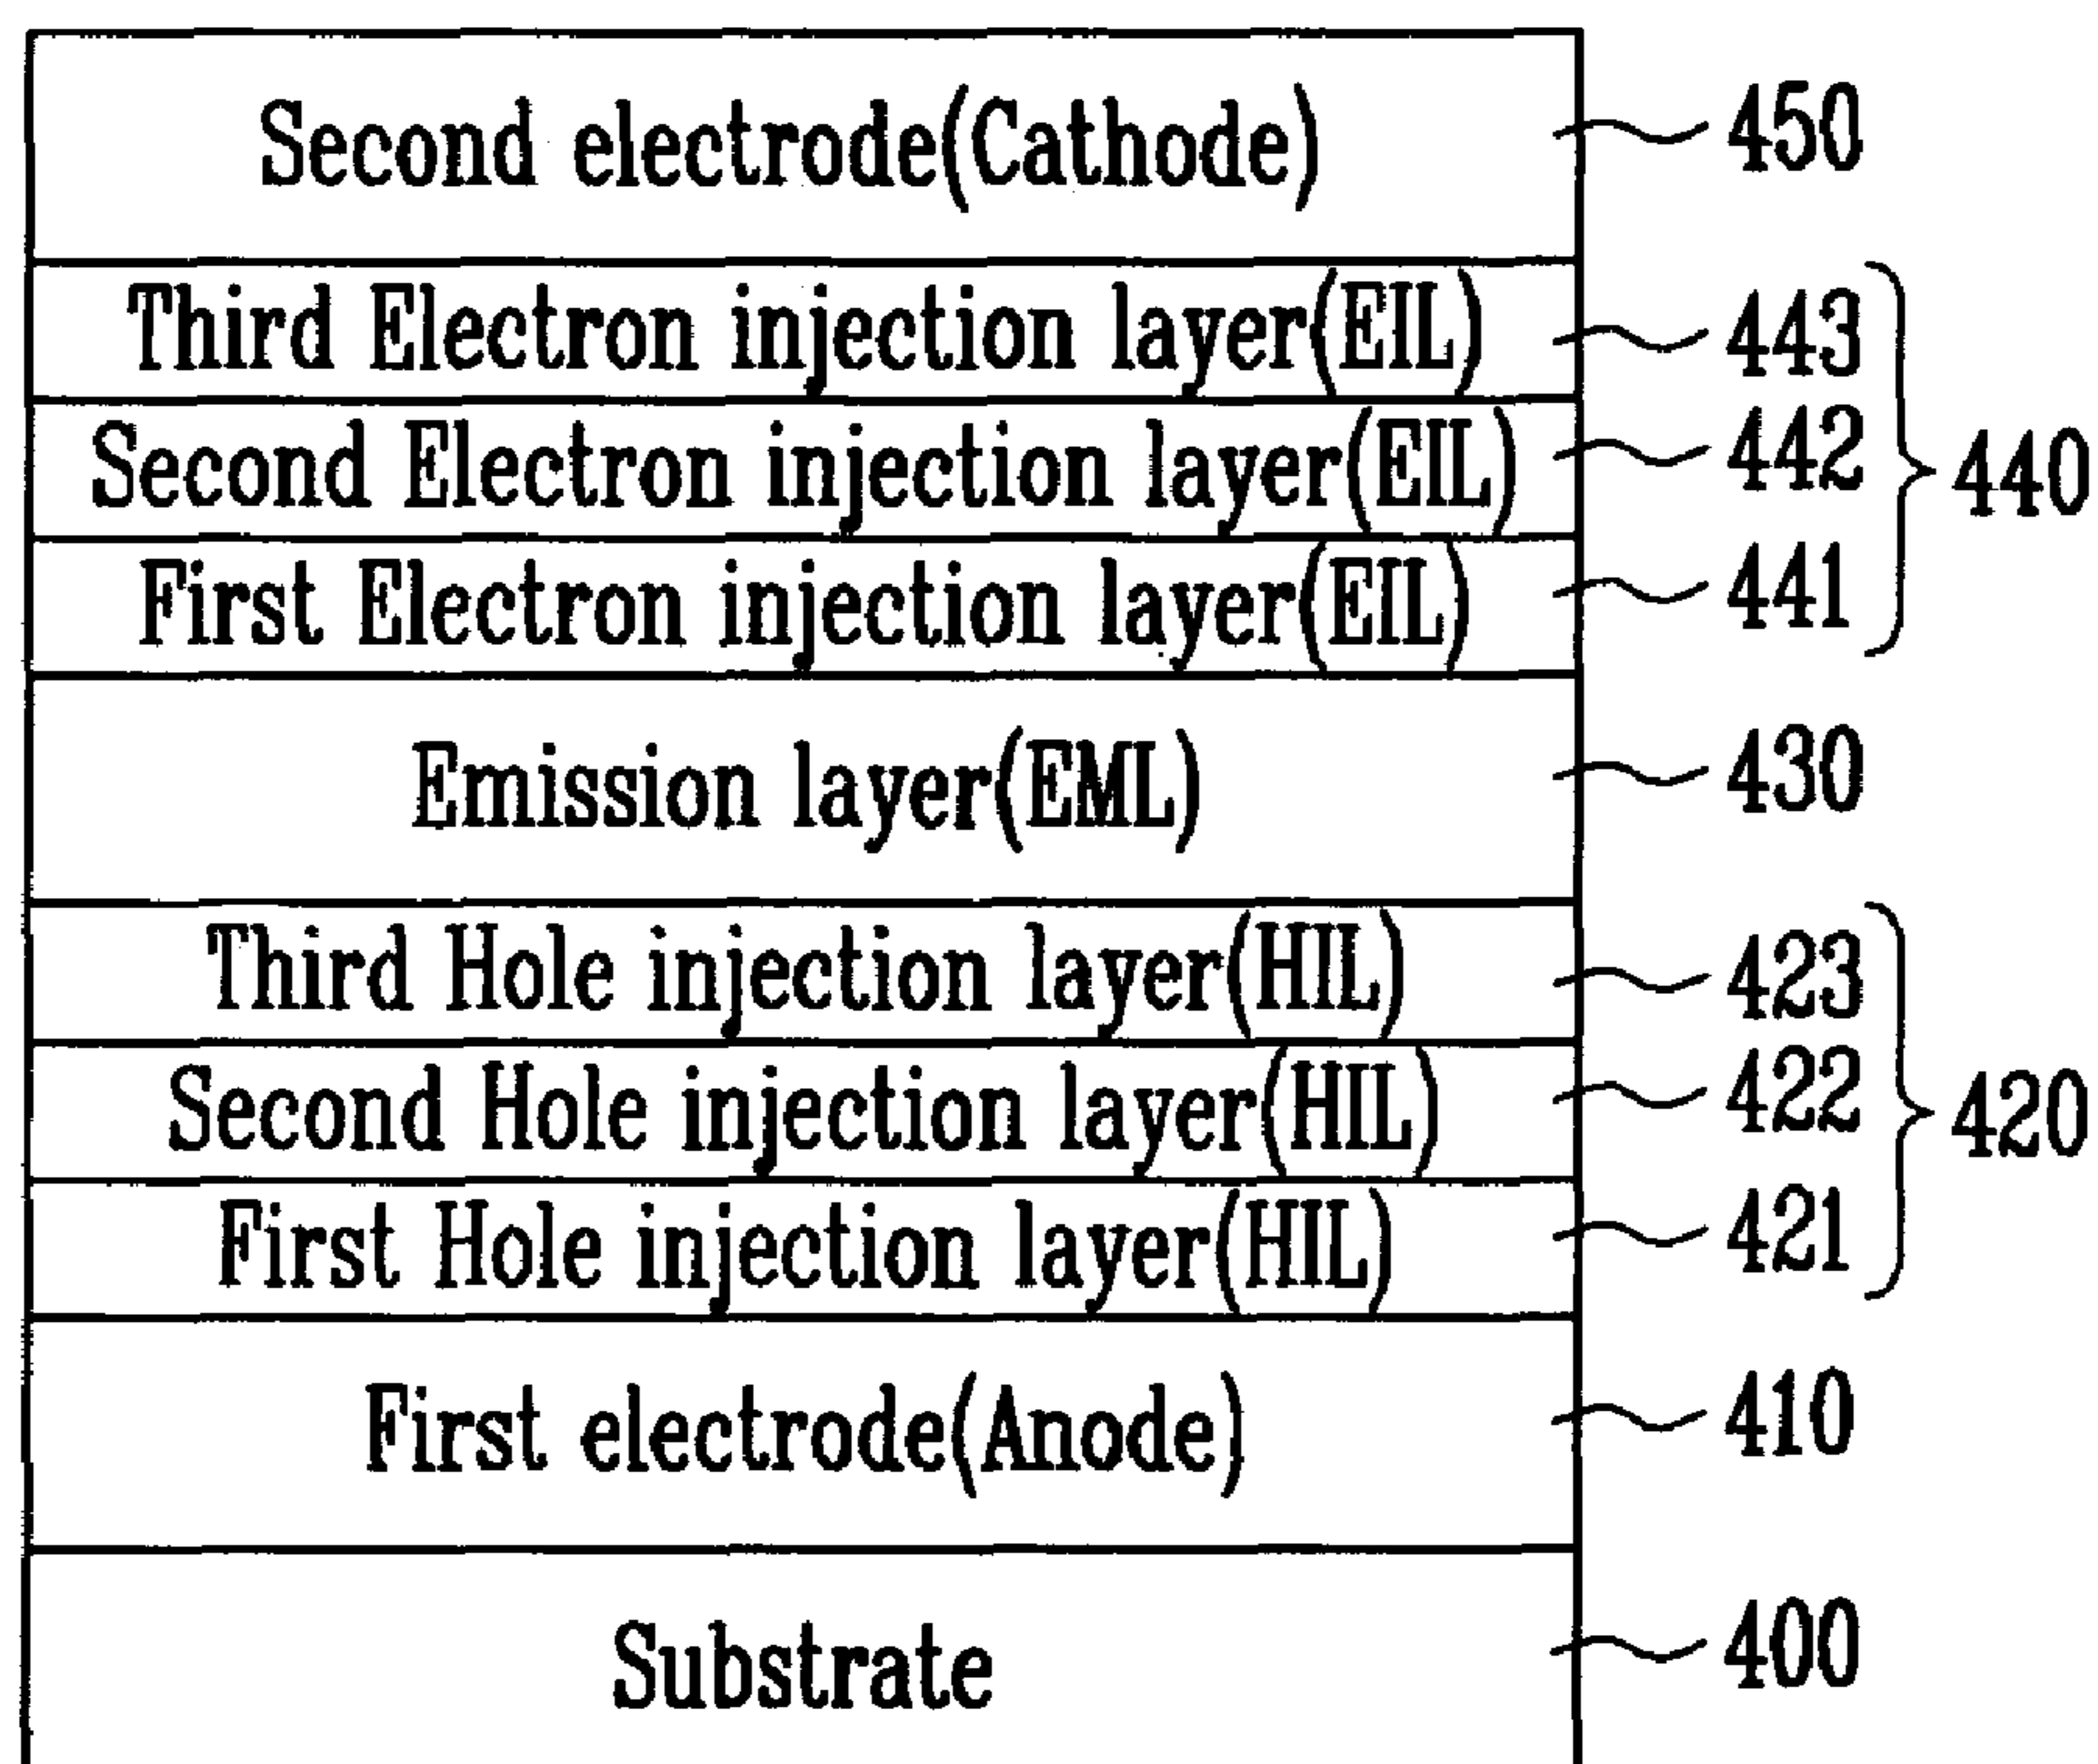 Second electrode(Cathode) 450
Third Electron injection layer(EIL) 443
Second Electron injection layer(EIL) 442
440
First Electron injection layer(EIL) 441
Emission layer(EML) 430
Third Hole injection layer(HIL) 423
Second Hole injection layer(HIL) 422
420
First Hole injection layer(HIL) 421
First electrode(Anode) 410
Substrate 400